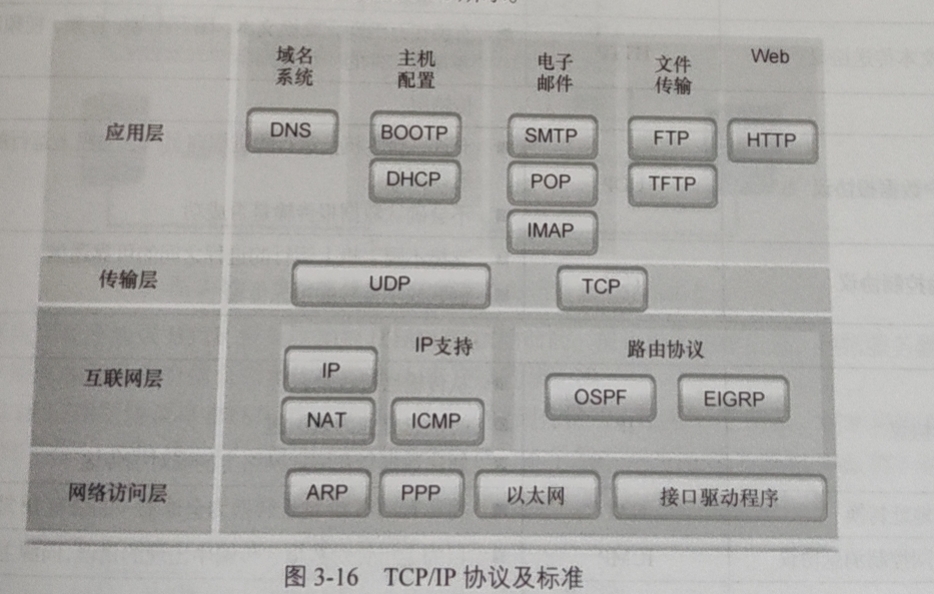 域名
系统
主机
配置
电子
邮件
文件
传输
Web
应用层
DNS
BOOTP
SMTP
FTP
HTTP
DHCP
POP
TFTP
IMAP
传输层
UDP
TCP
互联网层
IP支持
路由协议
IP
OSPF
EIGRP
NAT
ICMP
网络访问层
ARP
PPP
以太网
接口驱动程序
图 3-16 TCP/IP 协议及标准